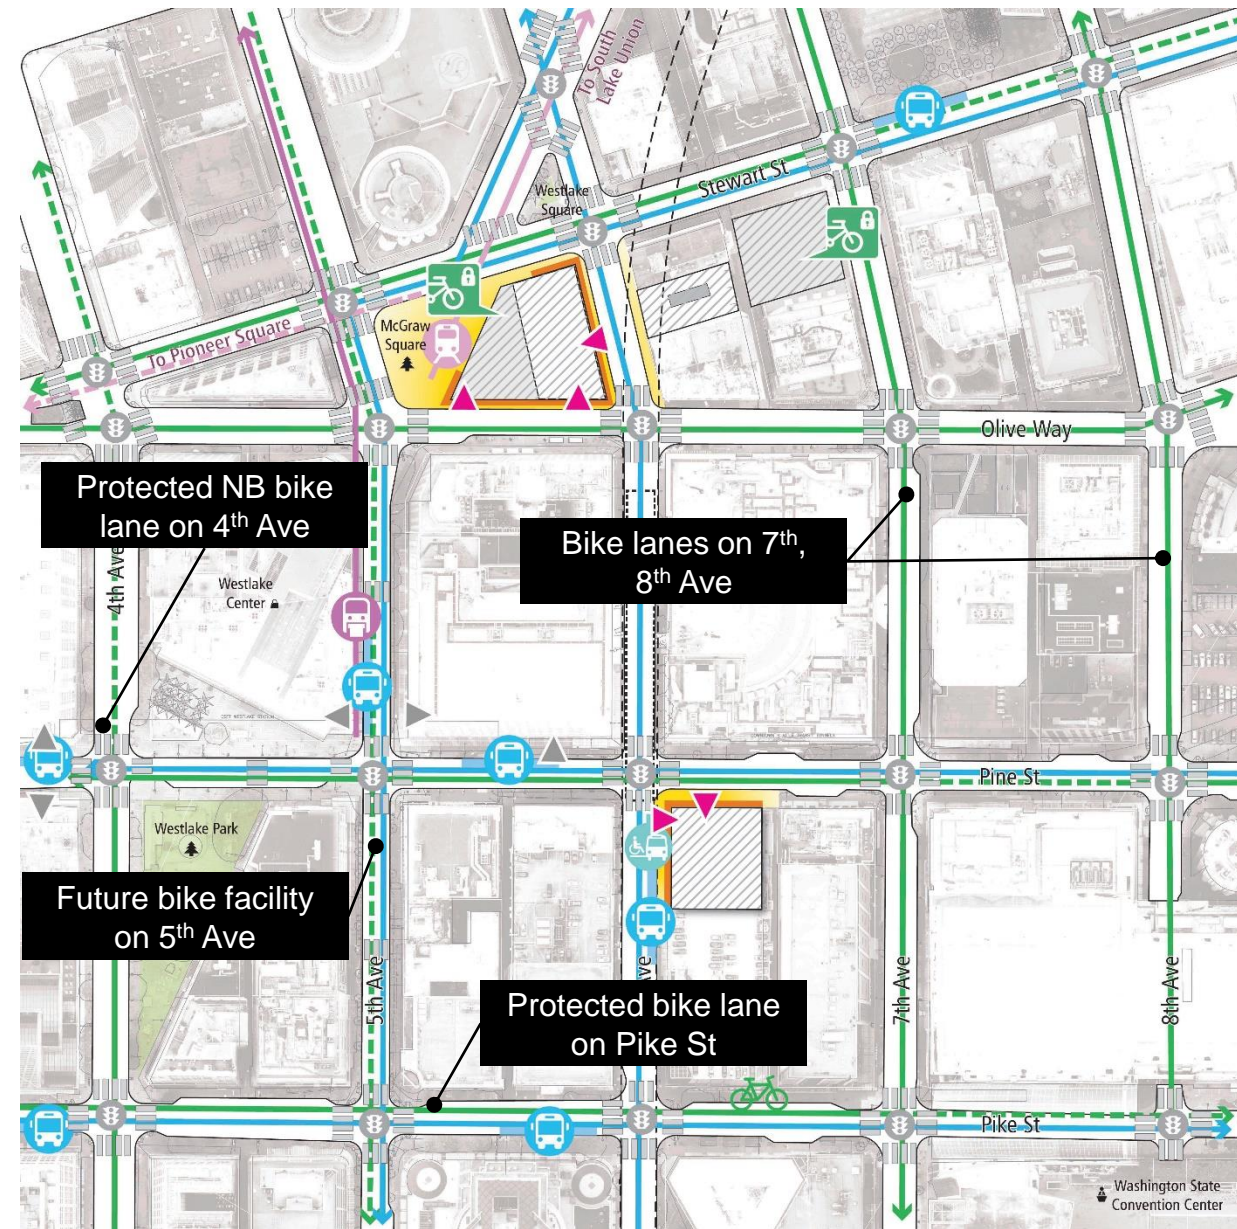 To South
Lake Union
Westlake
Square
Stewart St
To Pioneer Square
McGraw
Square
Olive Way
Protected NB bike
lane on 4th Ave
Bike lanes on 7th,
8th Ave
4th Ave
Westlake
Center
Pine St
Westlake Park
Future bike facility
on 5th Ave
5th Ave
Protected bike lane
on Pike St
ve
7th Ave
8th Ave
Pike St
Washington State
Convention Center